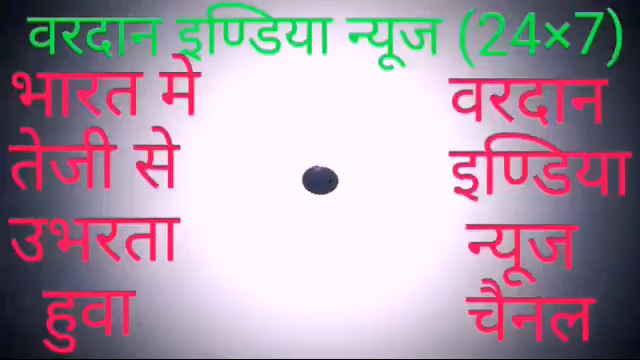 वरदान इण्डिया न्यूज (24×7)
भारत मे
तेजी से
उभरता
हुवा
वरदान
इण्डिया
न्यूज
चैनल